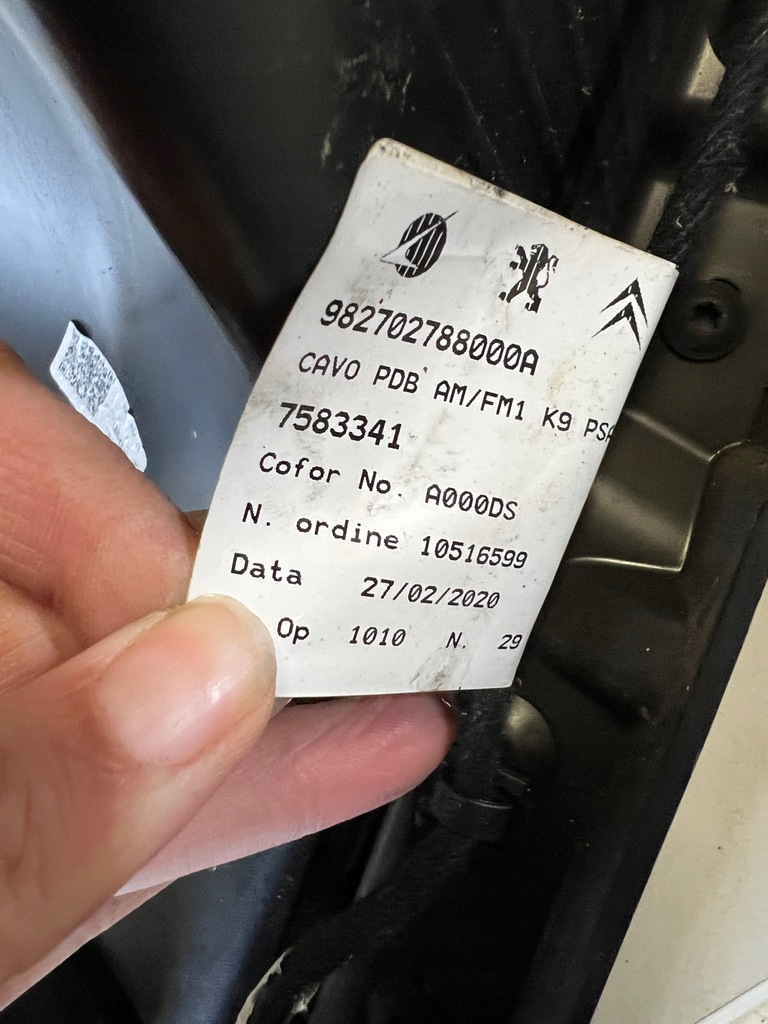 982702788000A
CAVO PDB AM/FM1 K9 PSA
7583341
Cofor No. A000DS
N. ordine 10516599
Data 27/02/2020
Op 1010 N. 29